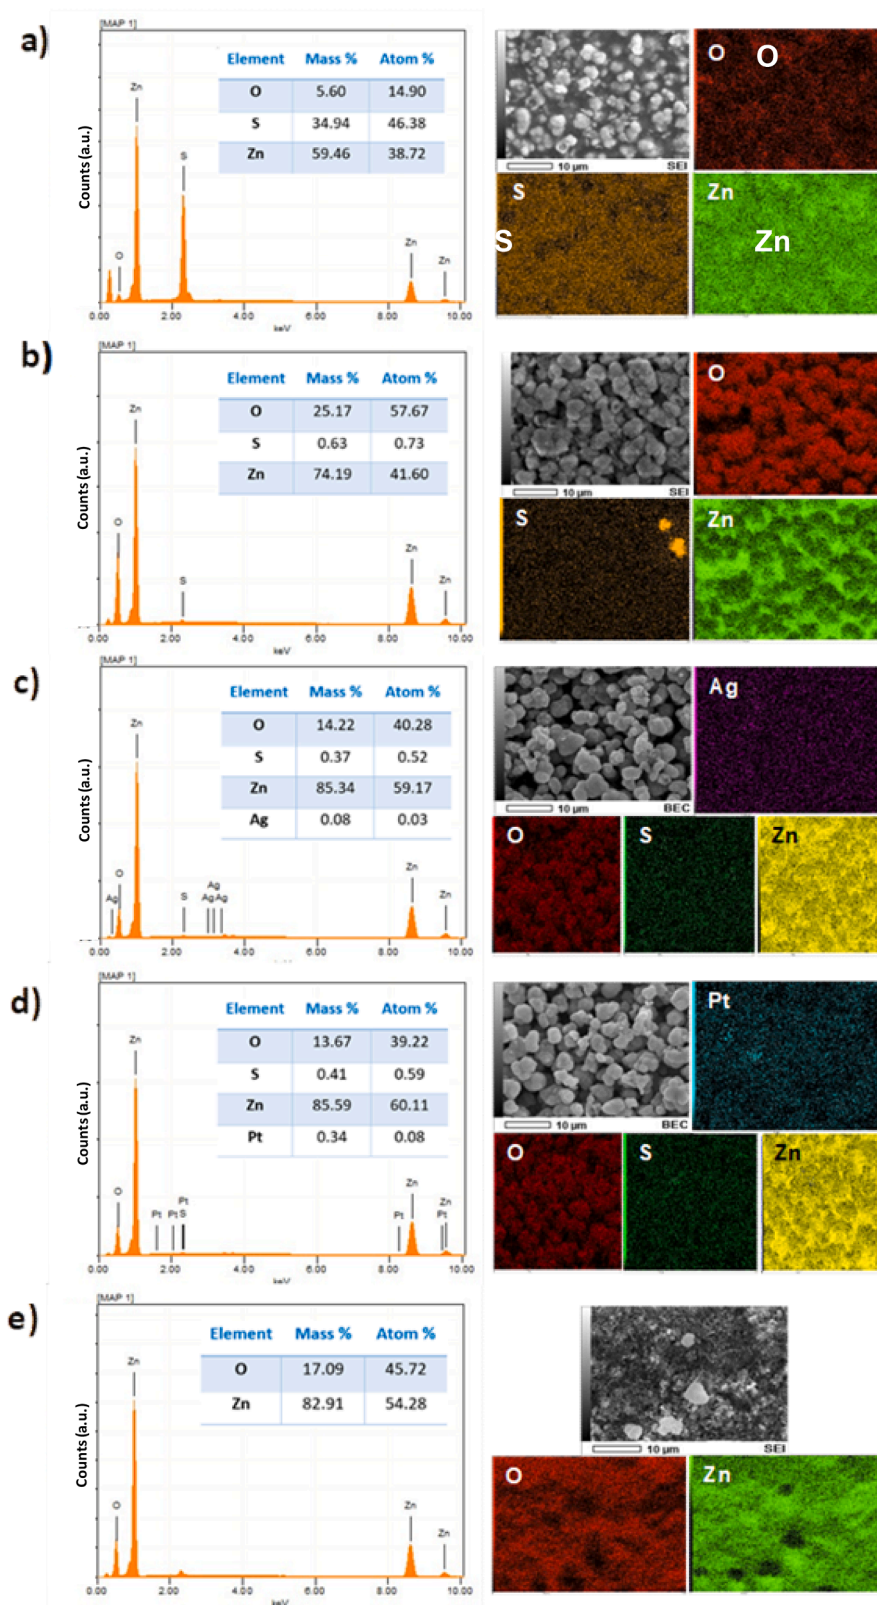 a)
[MAP 1]
Counts (a.u.)
Element Mass % Atom %
O 5.60 14.90
S 34.94 46.38
Zn 59.46 38.72
Zn
S
O
Zn
Zn
0.00 2.00 4.00 6.00 8.00 10.00
keV
10 µm SEI
O O
S S
Zn Zn
b)
[MAP 1]
Counts (a.u.)
Element Mass % Atom %
O 25.17 57.67
S 0.63 0.73
Zn 74.19 41.60
Zn
O
S
Zn
Zn
0.00 2.00 4.00 6.00 8.00 10.00
keV
10 µm SEI
O
S
Zn
c)
[MAP 1]
Counts (a.u.)
Element Mass % Atom %
O 14.22 40.28
S 0.37 0.52
Zn 85.34 59.17
Ag 0.08 0.03
Zn
Ag
O
S
Ag
Ag Ag
Zn
Zn
0.00 2.00 4.00 6.00 8.00 10.00
keV
10 µm BEC
Ag
O
S
Zn
d)
[MAP 1]
Counts (a.u.)
Element Mass % Atom %
O 13.67 39.22
S 0.41 0.59
Zn 85.59 60.11
Pt 0.34 0.08
Zn
O
Pt
Pt Pt S
Zn
Zn
Pt Pt
0.00 2.00 4.00 6.00 8.00 10.00
keV
10 µm BEC
Pt
O
S
Zn
e)
[MAP 1]
Counts (a.u.)
Element Mass % Atom %
O 17.09 45.72
Zn 82.91 54.28
Zn
O
Zn
Zn
0.00 2.00 4.00 6.00 8.00 10.00
keV
10 µm SEI
O
Zn